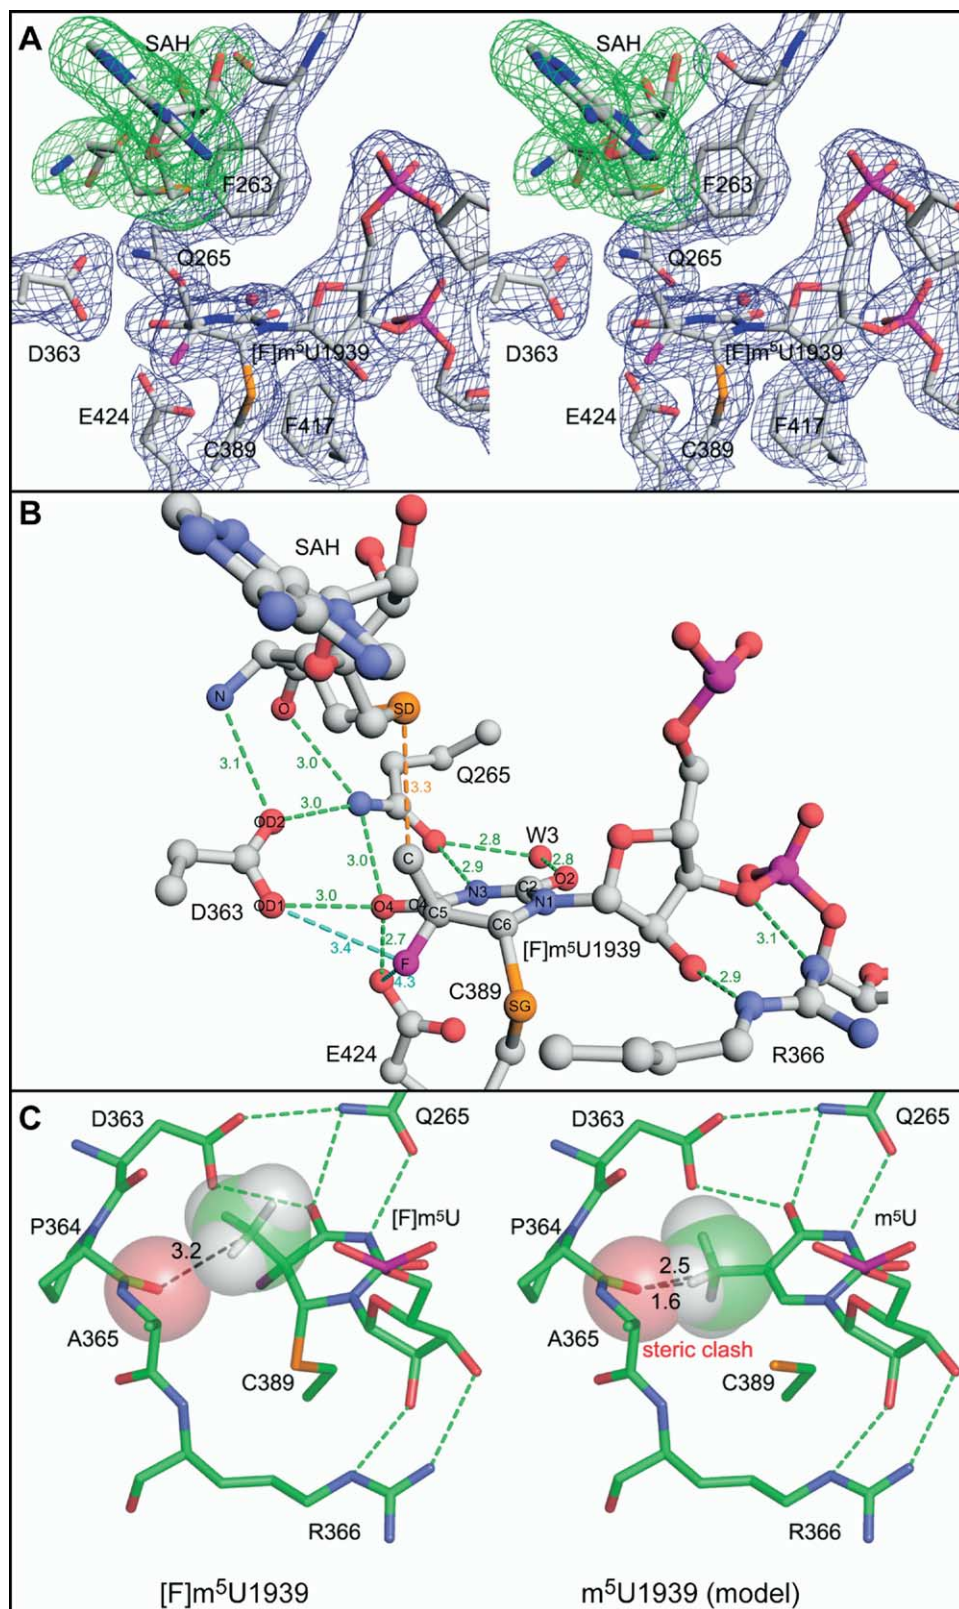 A
SAH
SAH
F263
F263
Q265
Q265
D363
D363
[F]m⁵U1939
[F]m⁵U1939
E424
E424
F417
F417
C389
C389
B
SAH
N
O
SD
3.1
3.0
Q265
3.3
OD2
3.0
W3
2.8
2.8
3.0
2.9
C
N3
C2
O2
D363
OD1
3.0
O4
C4
C5
N1
C6
3.4
2.7
F
4.3
[F]m⁵U1939
3.1
2.9
C389
SG
E424
R366
C
D363
Q265
D363
Q265
[F]m⁵U
m⁵U
P364
3.2
P364
2.5
1.6
A365
A365
steric clash
C389
C389
R366
R366
[F]m⁵U1939
m⁵U1939 (model)